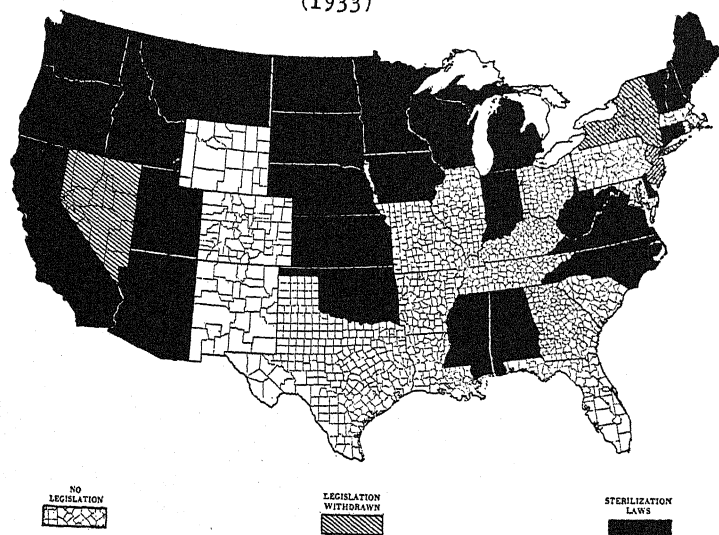 (1933)
NO
LEGISLATION
LEGISLATION
WITHDRAWN
STERILIZATION
LAWS